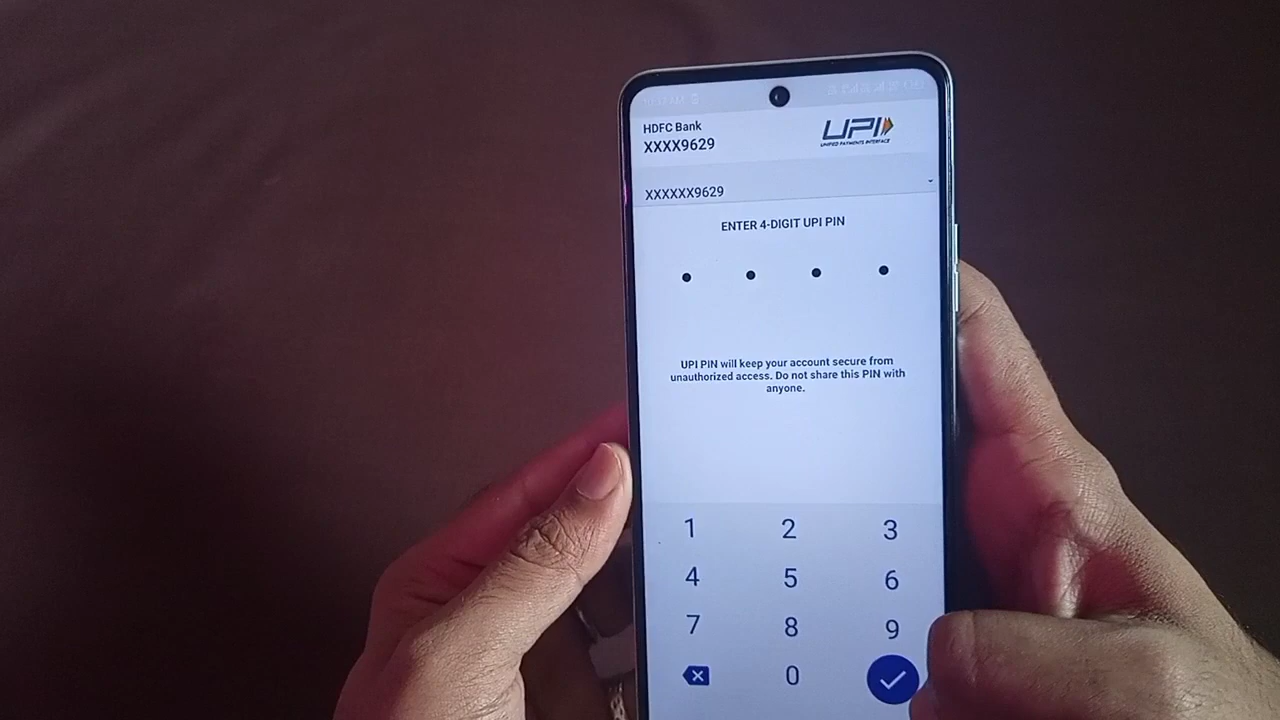 HDFC Bank
XXXX9629
UPI
UNIFIED PAYMENTS INTERFACE
XXXXXX9629
ENTER 4-DIGIT UPI PIN
UPI PIN will keep your account secure from
unauthorized access. Do not share this PIN with
anyone.
1 2 3
4 5 6
7 8 9
0